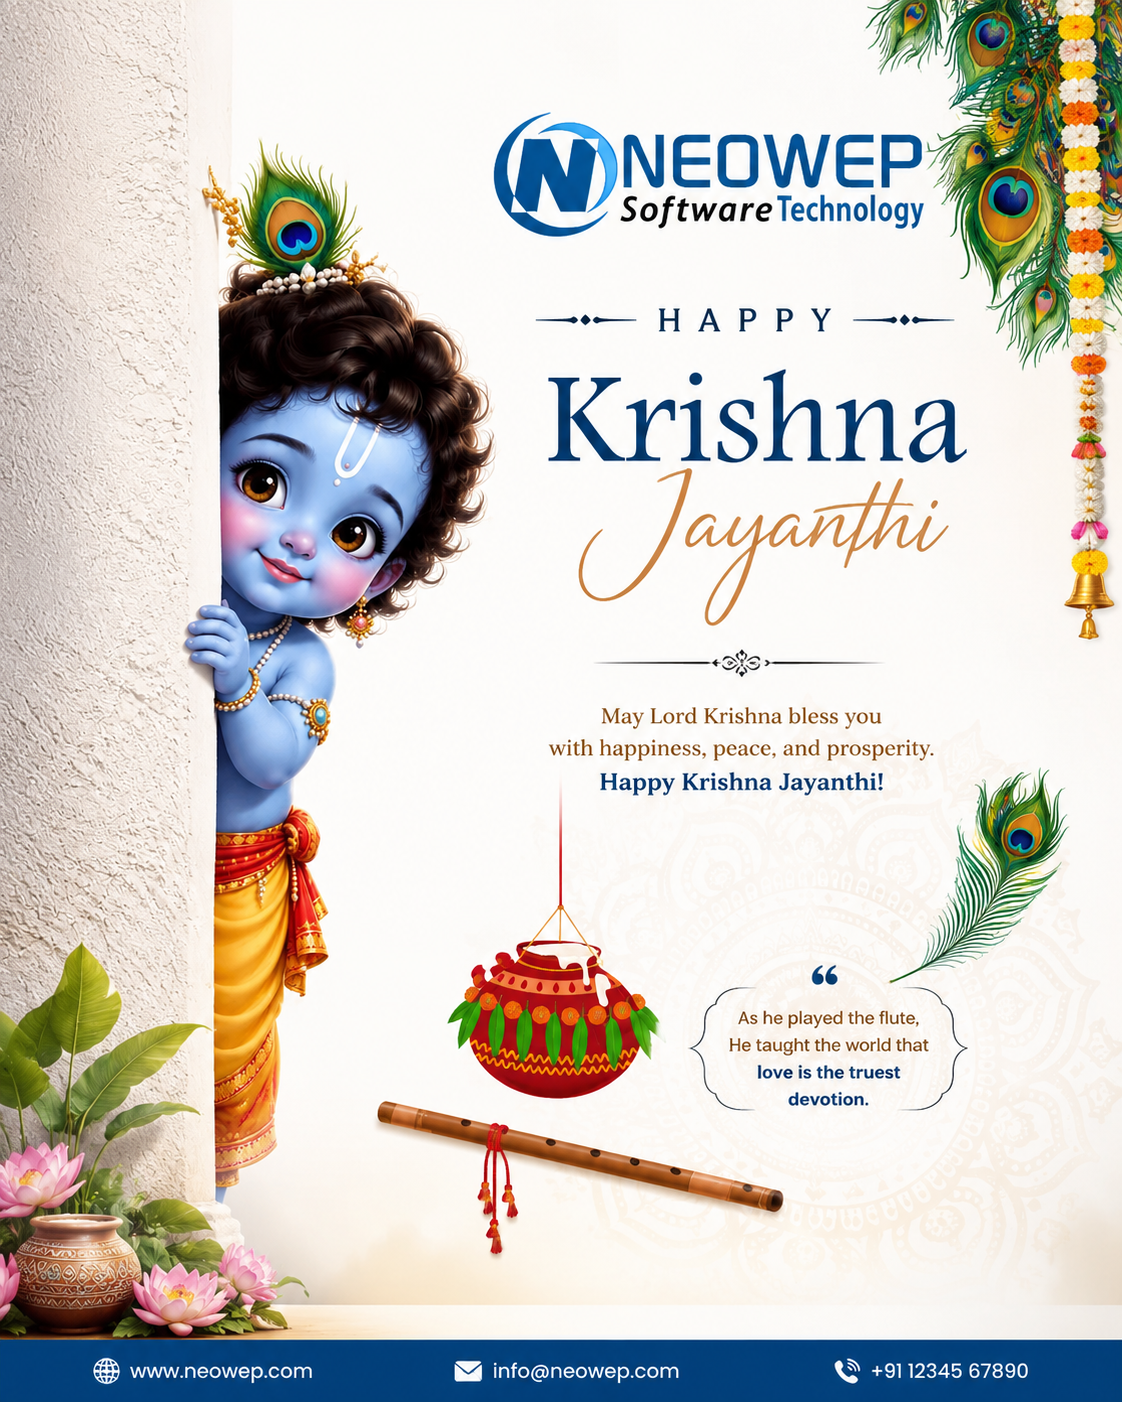 NEOWEP
Software Technology
HAPPY
Krishna
Jayanthi
May Lord Krishna bless you
with happiness, peace, and prosperity.
Happy Krishna Jayanthi!
“
As he played the flute,
He taught the world that
love is the truest
devotion.
www.neowep.com
info@neowep.com
+91 12345 67890